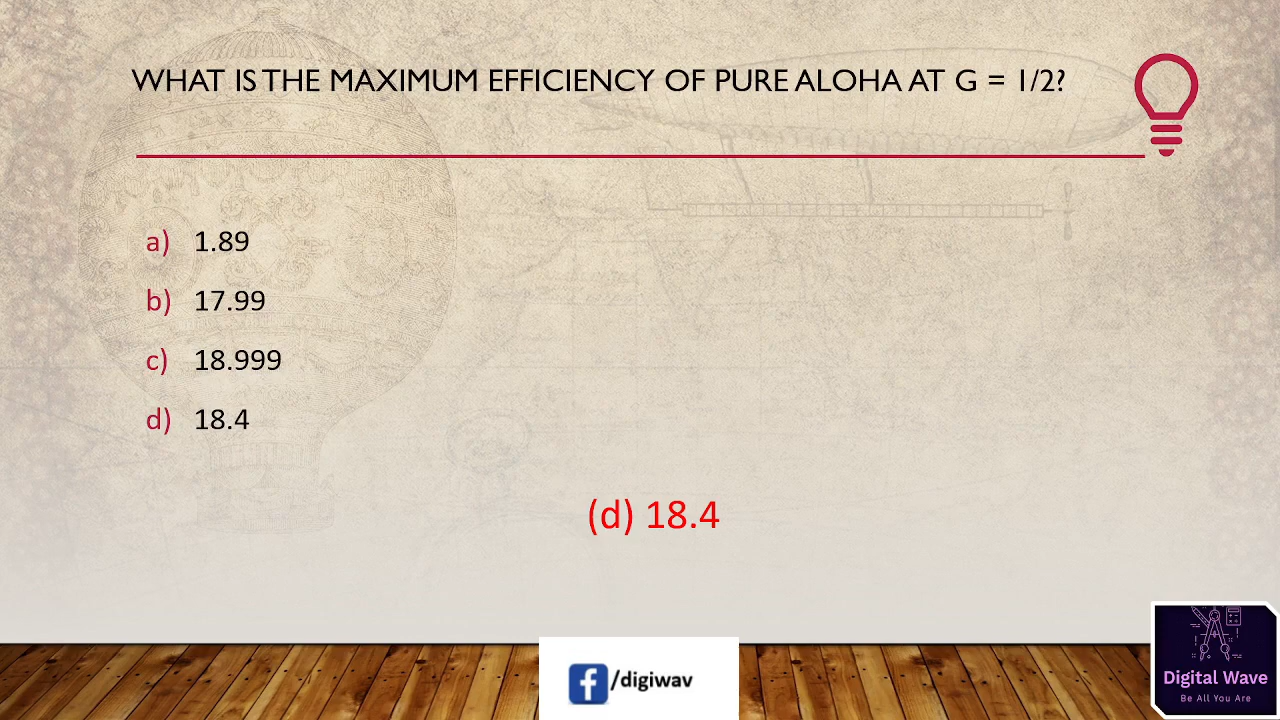 WHAT IS THE MAXIMUM EFFICIENCY OF PURE ALOHA AT G = 1/2?
a) 1.89
b) 17.99
c) 18.999
d) 18.4
(d) 18.4
f/digiwav
Digital Wave
Be All You Are